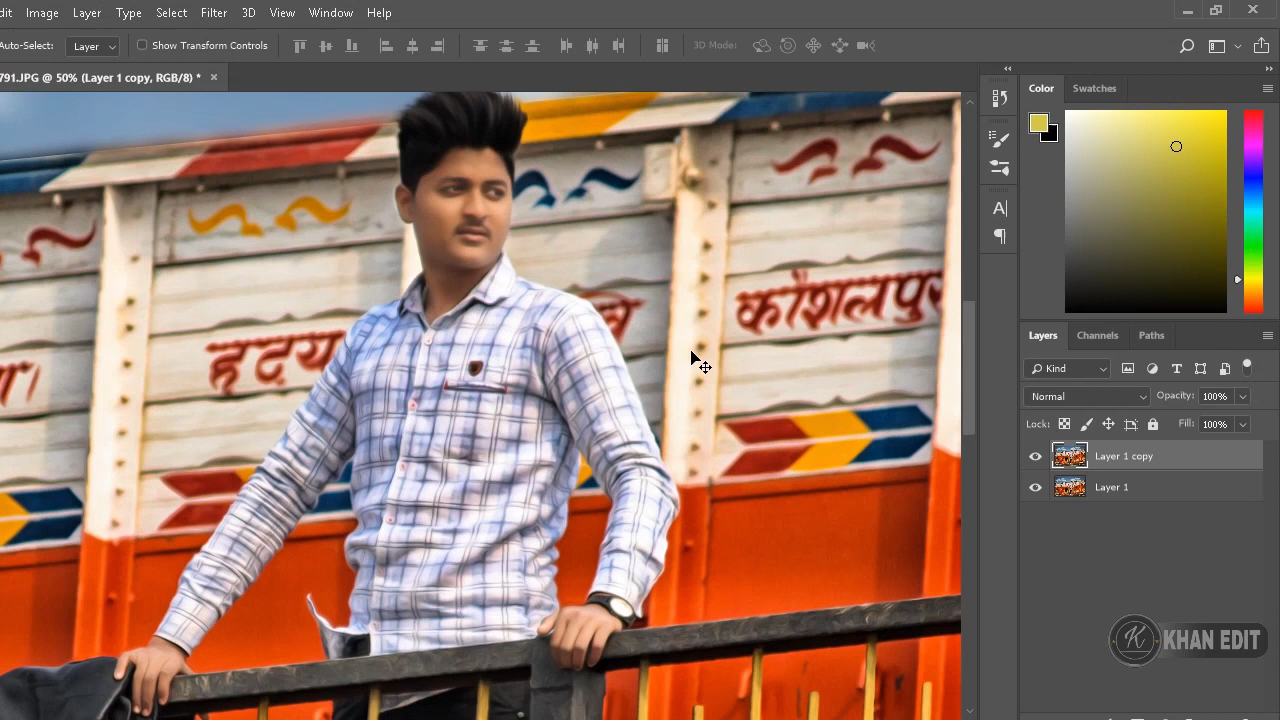 dit Image Layer Type Select Filter 3D View Window Help
Auto-Select: Layer Show Transform Controls 3D Mode:
791.JPG @ 50% (Layer 1 copy, RGB/8) * ×
Color Swatches
हृदय
कौशलपुर
A|
Layers Channels Paths
Kind
Normal Opacity: 100%
Lock: Fill: 100%
Layer 1 copy
Layer 1
K KHAN EDIT